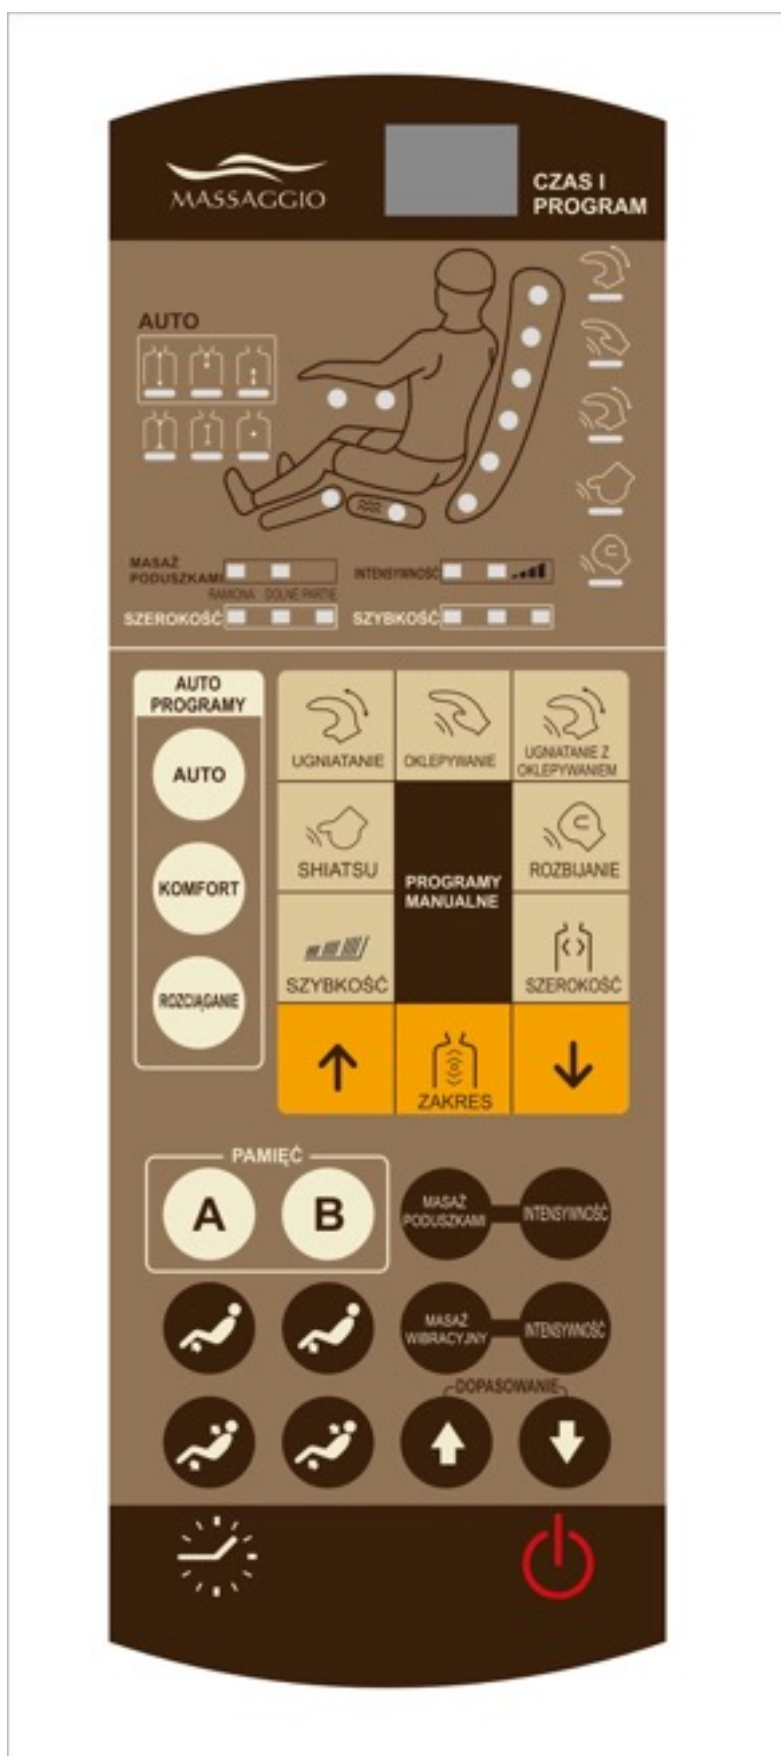 MASSAGGIO
CZAS I
PROGRAM
AUTO
MASAŻ
PODUSZKAMI
RAMIONA DOLNE PARTIE
INTENSYWNOŚĆ
SZEROKOŚĆ
SZYBKOŚĆ
AUTO
PROGRAMY
AUTO
KOMFORT
ROZCIĄGANIE
UGNIATANIE
OKLEPYWANIE
UGNIATANIE Z
OKLEPYWANIEM
SHIATSU
PROGRAMY
MANUALNE
ROZBIJANIE
SZYBKOŚĆ
SZEROKOŚĆ
ZAKRES
PAMIĘĆ
A
B
MASAŻ
PODUSZKAMI
INTENSYWNOŚĆ
MASAŻ
WIBRACYJNY
INTENSYWNOŚĆ
DOPASOWANIE